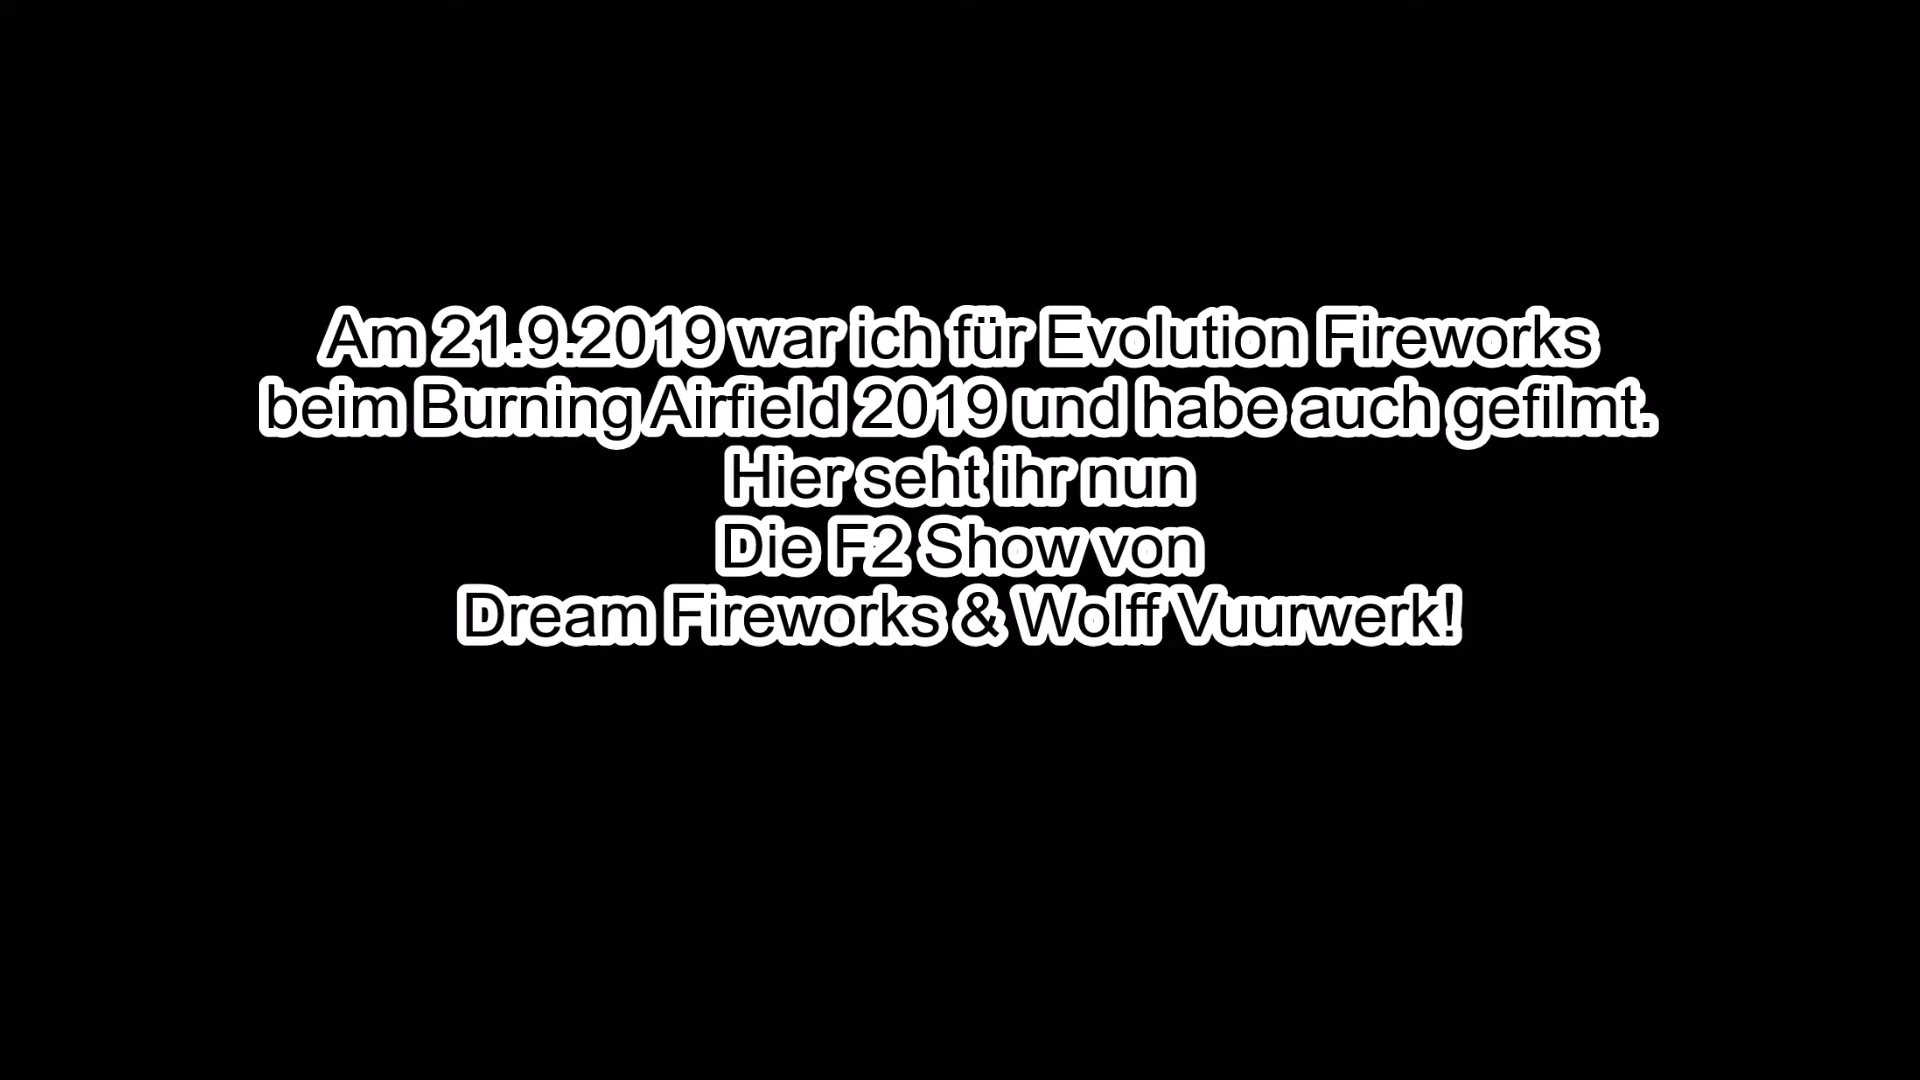 Am 21.9.2019 war ich für Evolution Fireworks
beim Burning Airfield 2019 und habe auch gefilmt.
Hier seht ihr nun
Die F2 Show von
Dream Fireworks & Wolff Vuurwerk!